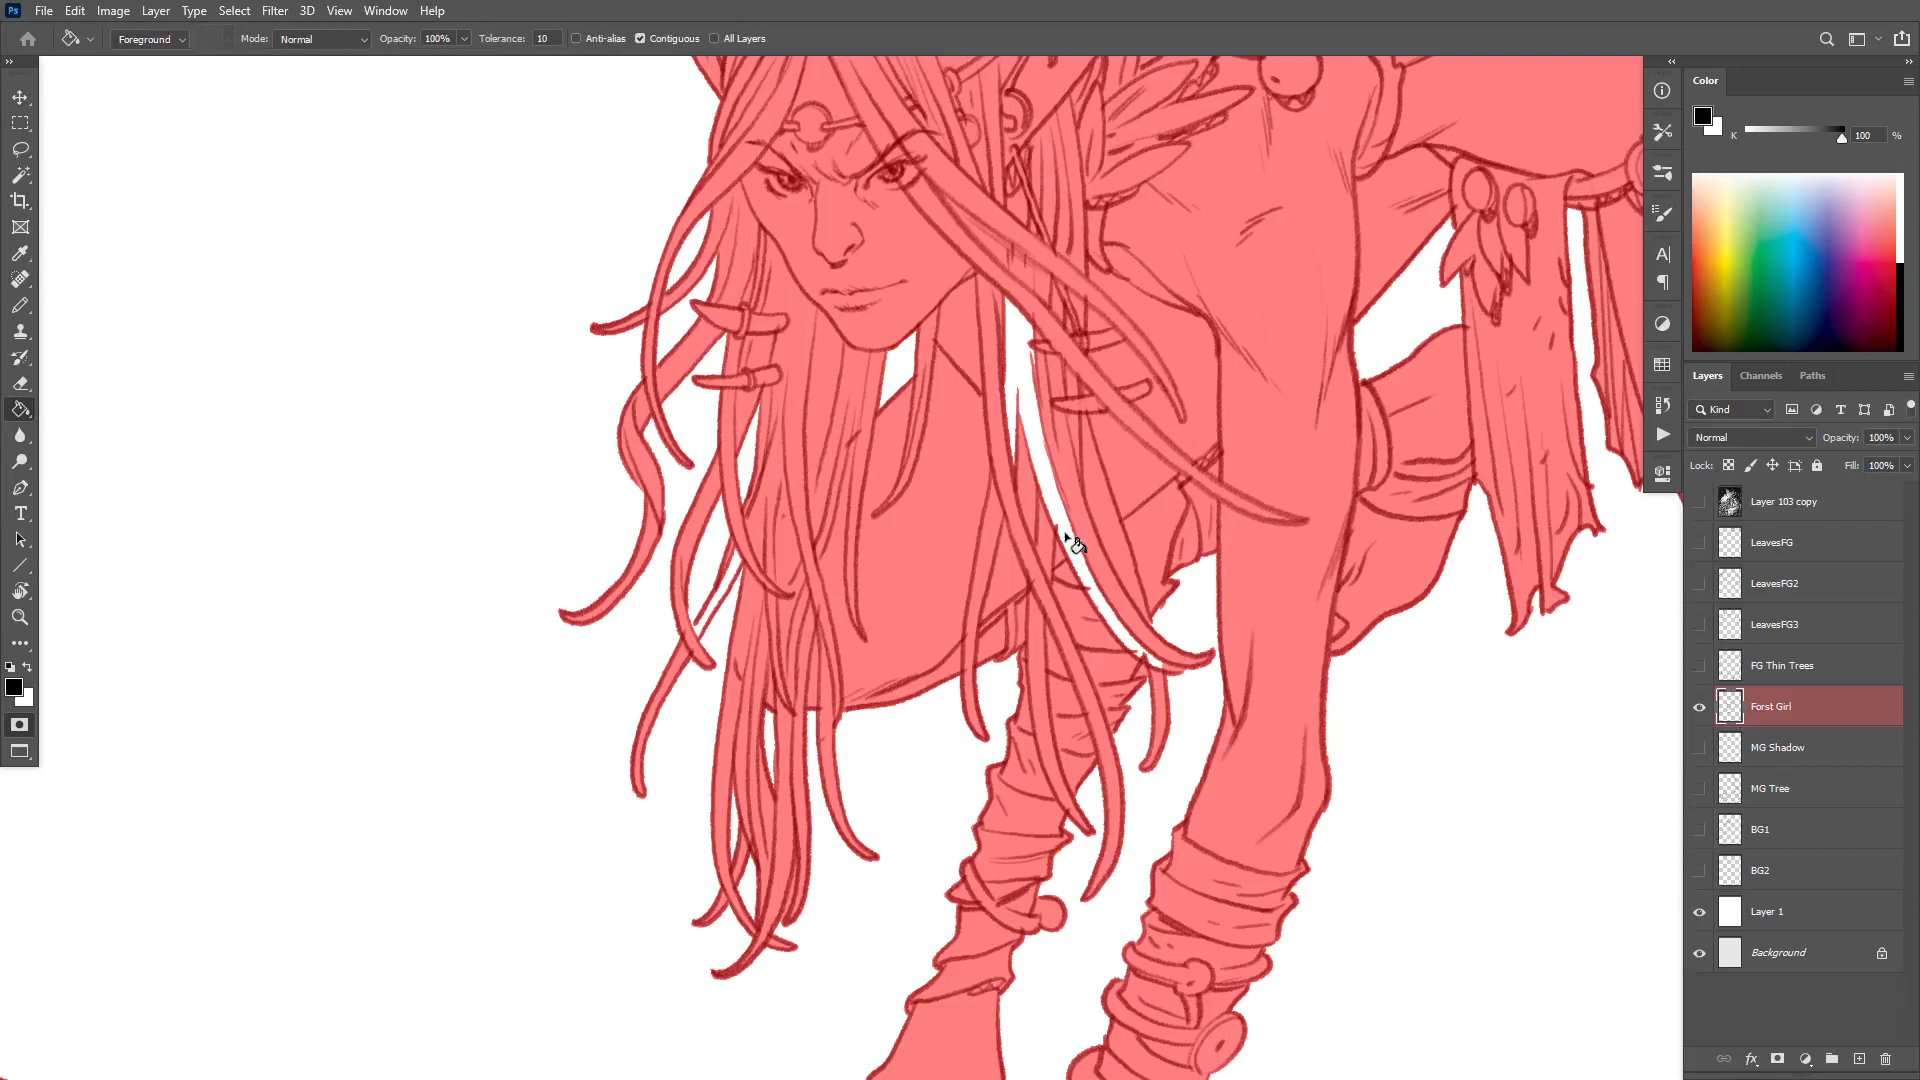 Ps File Edit Image Layer Type Select Filter 3D View Window Help
Foreground Mode: Normal Opacity: 100% Tolerance: 10 Anti-alias Contiguous All Layers
Color
K 100 %
Layers Channels Paths
Kind
Normal Opacity: 100%
Lock: Fill: 100%
Layer 103 copy
LeavesFG
LeavesFG2
LeavesFG3
FG Thin Trees
Forst Girl
MG Shadow
MG Tree
BG1
BG2
Layer 1
Background
fx